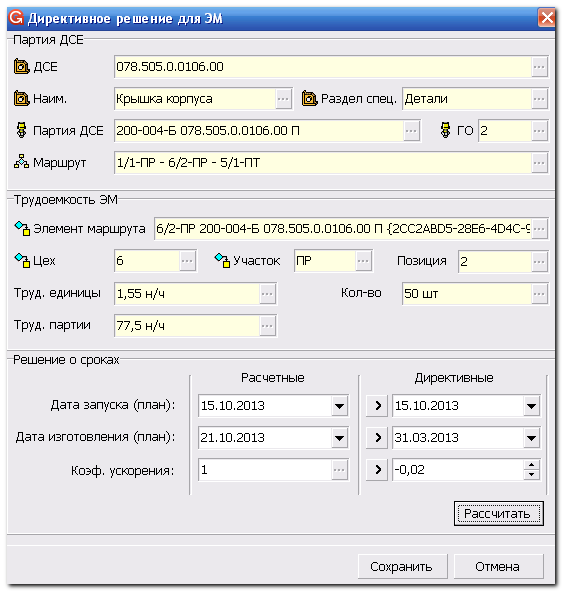 Директивное решение для ЭМ
Партия ДСЕ
ДСЕ 078.505.0.0106.00 ...
Наим. Крышка корпуса ... Раздел спец. Детали ...
Партия ДСЕ 200-004-Б 078.505.0.0106.00 П ... ГО 2 ...
Маршрут 1/1-ПР - 6/2-ПР - 5/1-ПТ ...
Трудоемкость ЭМ
Элемент маршрута 6/2-ПР 200-004-Б 078.505.0.0106.00 П {2CC2ABD5-28E6-4D4C-9 ...
Цех 6 ... Участок ПР ... Позиция 2 ...
Труд. единицы 1,55 н/ч ... Кол-во 50 шт ...
Труд. партии 77,5 н/ч ...
Решение о сроках
Расчетные Директивные
Дата запуска (план): 15.10.2013 > 15.10.2013
Дата изготовления (план): 21.10.2013 > 31.03.2013
Коэф. ускорения: 1 ... > -0,02
Рассчитать
Сохранить Отмена